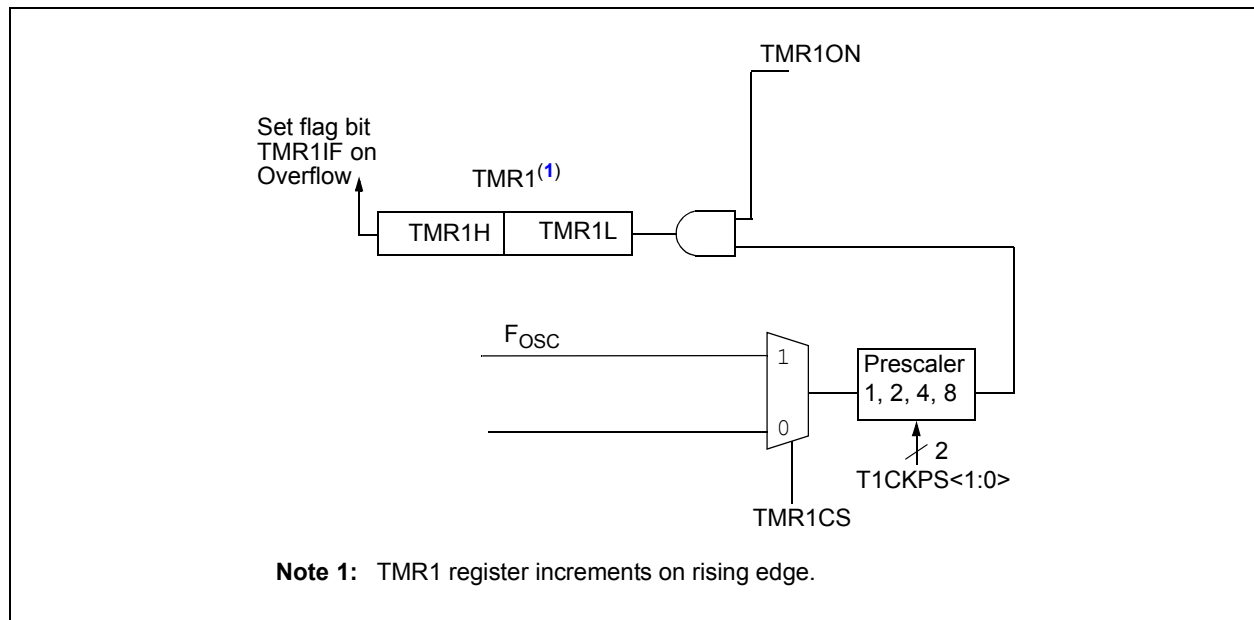 TMR1ON
Set flag bit
TMR1IF on
Overflow
TMR1(1)
TMR1H
TMR1L
FOSC
1
0
Prescaler
1, 2, 4, 8
2
T1CKPS<1:0>
TMR1CS
Note 1: TMR1 register increments on rising edge.